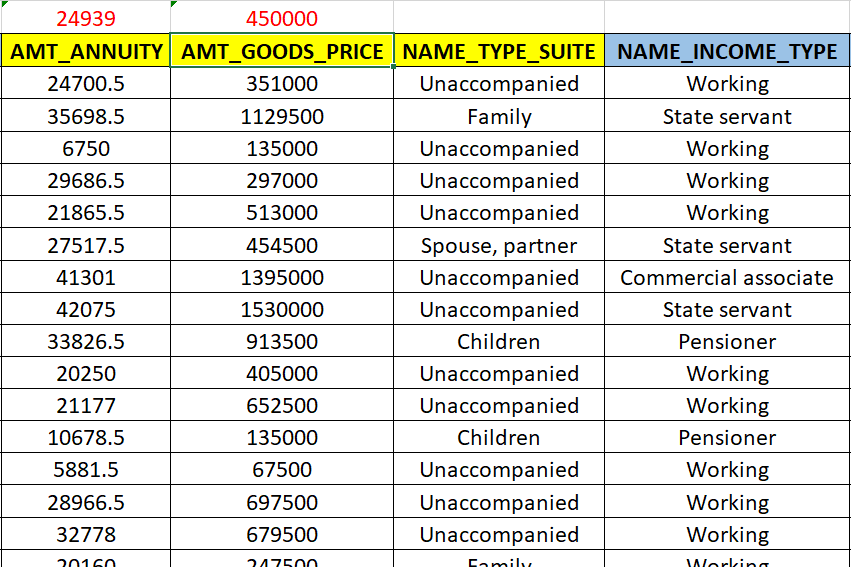 24939 450000
AMT_ANNUITY AMT_GOODS_PRICE NAME_TYPE_SUITE NAME_INCOME_TYPE
24700.5 351000 Unaccompanied Working
35698.5 1129500 Family State servant
6750 135000 Unaccompanied Working
29686.5 297000 Unaccompanied Working
21865.5 513000 Unaccompanied Working
27517.5 454500 Spouse, partner State servant
41301 1395000 Unaccompanied Commercial associate
42075 1530000 Unaccompanied State servant
33826.5 913500 Children Pensioner
20250 405000 Unaccompanied Working
21177 652500 Unaccompanied Working
10678.5 135000 Children Pensioner
5881.5 67500 Unaccompanied Working
28966.5 697500 Unaccompanied Working
32778 679500 Unaccompanied Working
20160 247500 Family Working